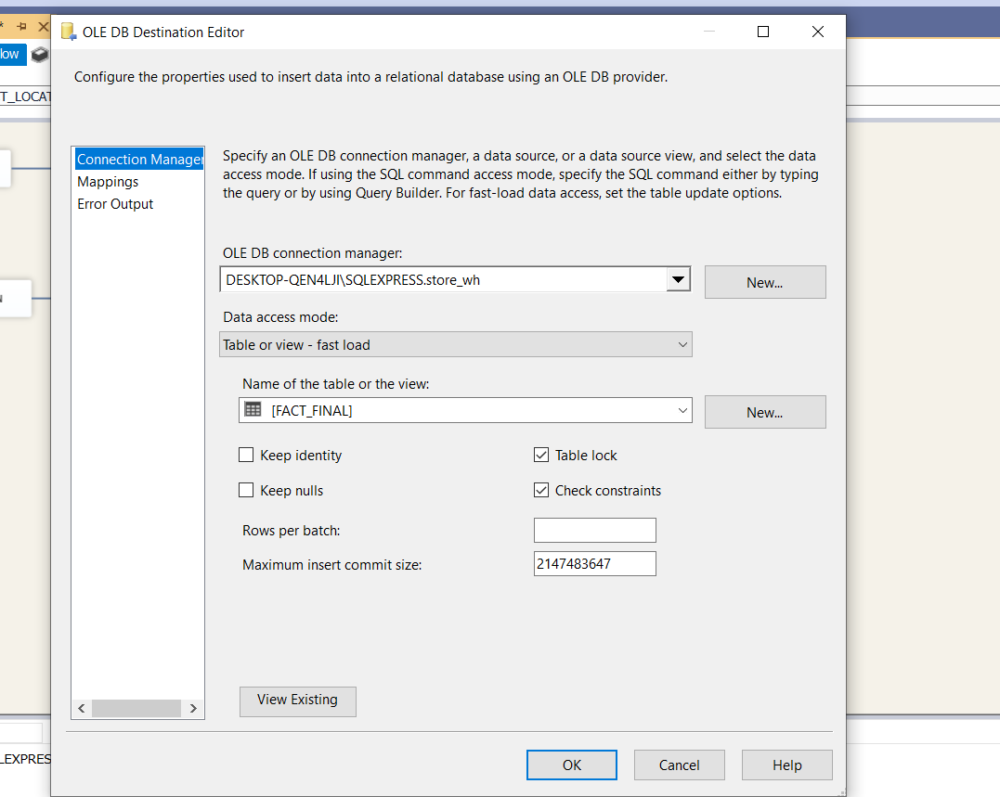 OLE DB Destination Editor
low
Configure the properties used to insert data into a relational database using an OLE DB provider.
T_LOCAT
Connection Manager
Mappings
Error Output
Specify an OLE DB connection manager, a data source, or a data source view, and select the data
access mode. If using the SQL command access mode, specify the SQL command either by typing
the query or by using Query Builder. For fast-load data access, set the table update options.
OLE DB connection manager:
DESKTOP-QEN4LJI\SQLEXPRESS.store_wh
New...
Data access mode:
Table or view - fast load
Name of the table or the view:
[FACT_FINAL]
New...
Keep identity
Table lock
Keep nulls
Check constraints
Rows per batch:
Maximum insert commit size:
2147483647
View Existing
LEXPRES
OK
Cancel
Help